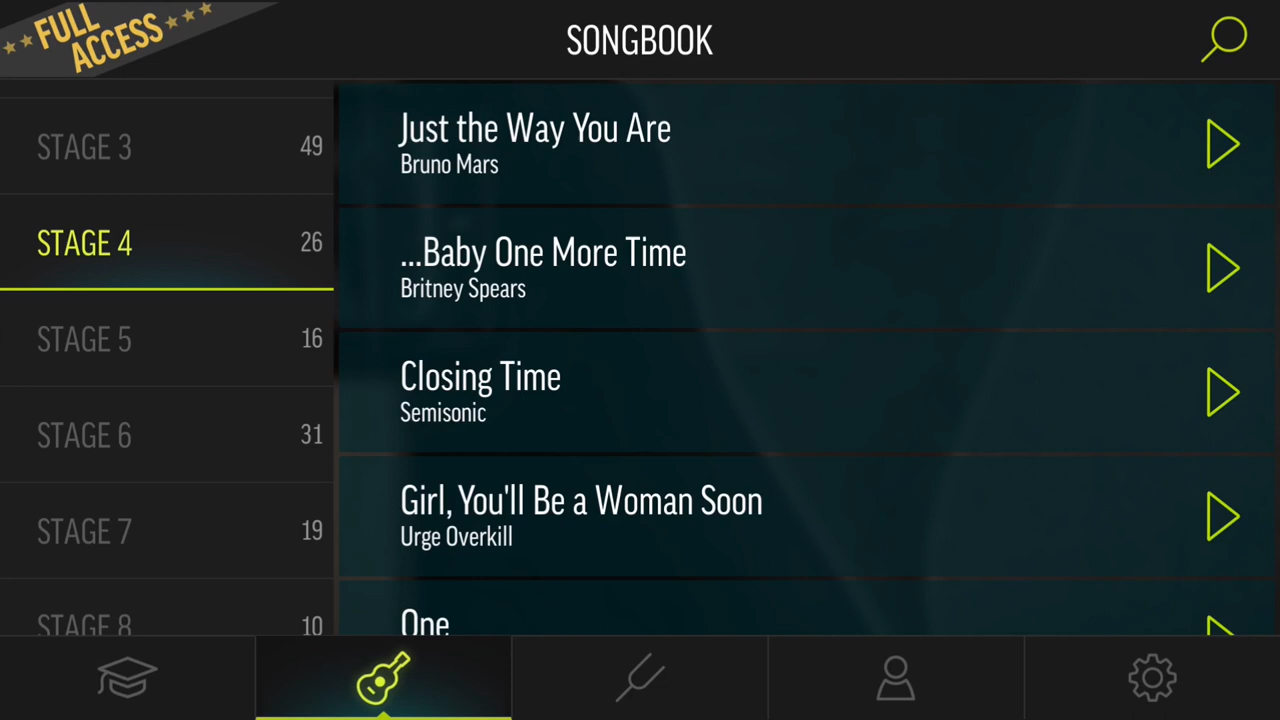 FULL
ACCESS
SONGBOOK
STAGE 3 49
STAGE 4 26
STAGE 5 16
STAGE 6 31
STAGE 7 19
STAGE 8 10
Just the Way You Are
Bruno Mars
...Baby One More Time
Britney Spears
Closing Time
Semisonic
Girl, You'll Be a Woman Soon
Urge Overkill
One